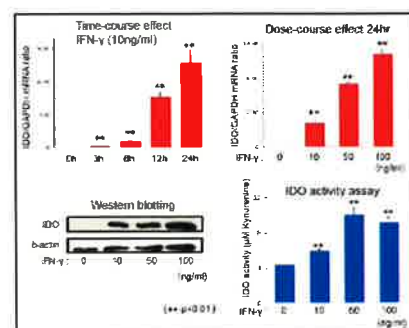 Time-course effect
IFN-γ (10ng/ml)
IDO/GAPDH mRNA ratio
**
**
**
**
0h 3h 6h 12h 24h
Dose-course effect 24hr
IDO/GAPDH mRNA ratio
**
**
**
IFN-γ : 0 10 50 100
(ng/ml)
Western blotting
IDO
b-actin
IFN-γ : 0 10 50 100
(ng/ml)
(** p<0.01)
IDO activity assay
IDO activity (μM Kynurenine)
**
**
**
IFN-γ : 0 10 50 100
(ng/ml)